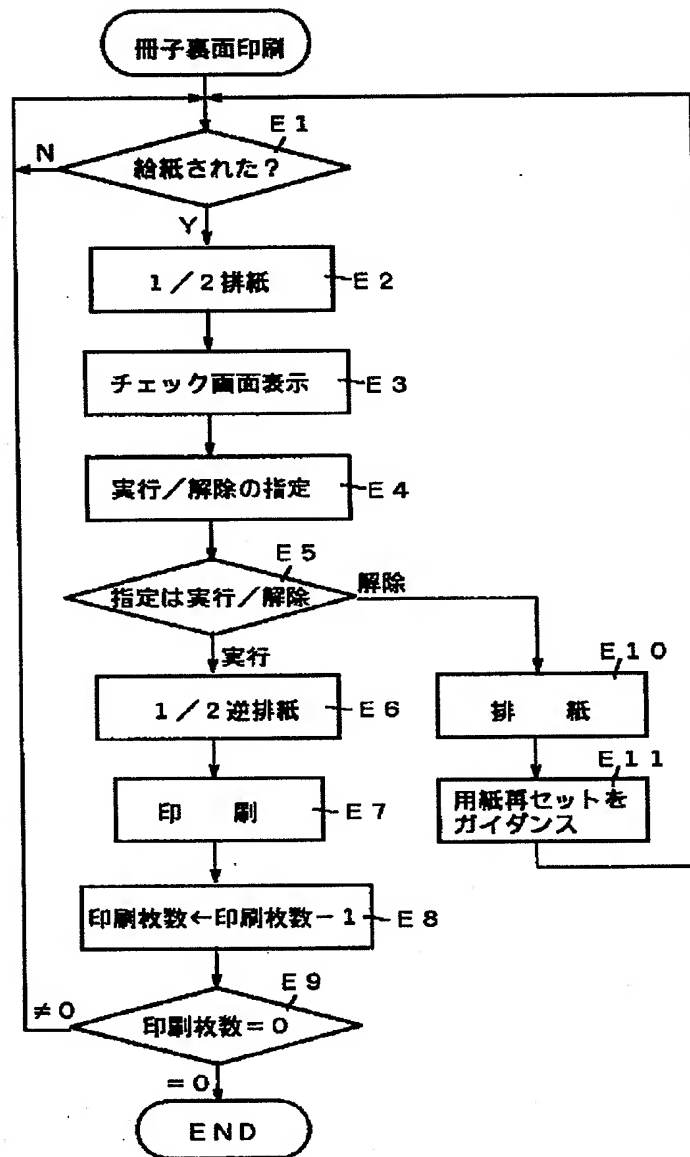 冊子裏面印刷
E1
N
給紙された？
Y
1／2排紙
E2
チェック画面表示
E3
実行／解除の指定
E4
E5
指定は実行／解除
解除
実行
E10
1／2逆排紙
E6
排　紙
E11
印　刷
E7
用紙再セットを
ガイダンス
印刷枚数←印刷枚数－1
E8
E9
≠0
印刷枚数＝0
＝0
END